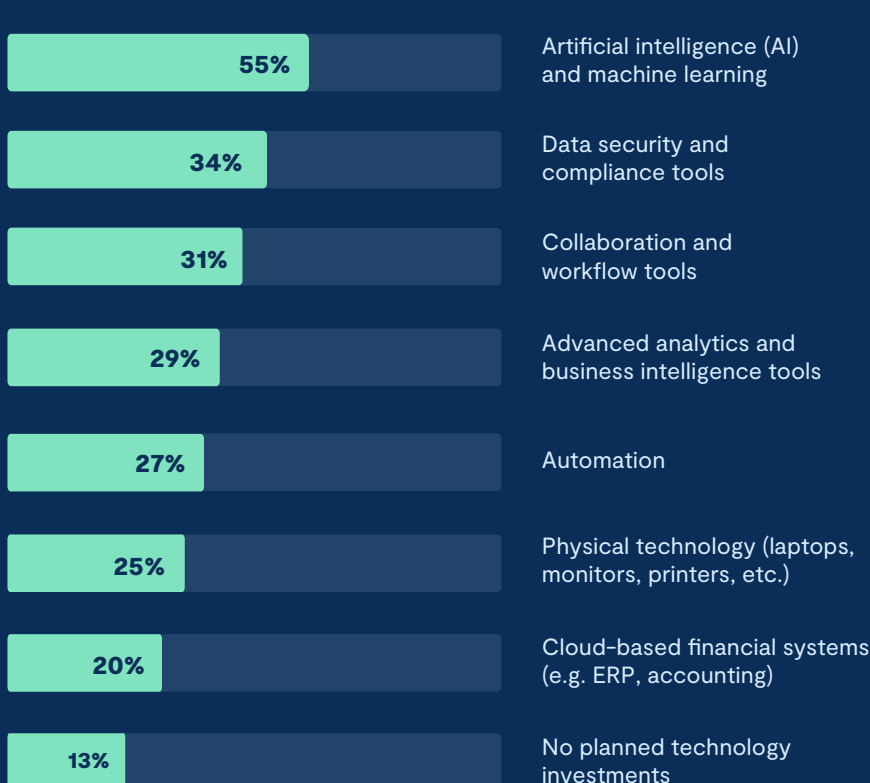 55%
Artificial intelligence (AI)
and machine learning
34%
Data security and
compliance tools
31%
Collaboration and
workflow tools
29%
Advanced analytics and
business intelligence tools
27%
Automation
25%
Physical technology (laptops,
monitors, printers, etc.)
20%
Cloud-based financial systems
(e.g. ERP, accounting)
13%
No planned technology
investments